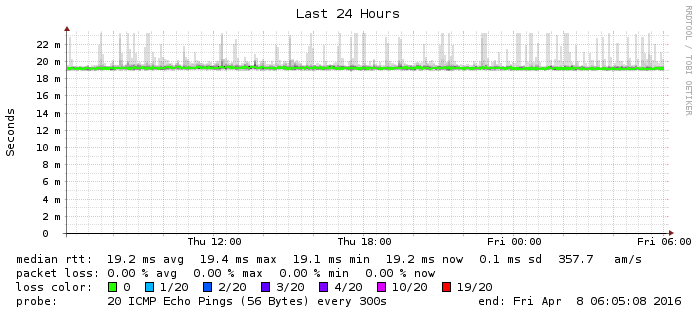 Last 24 Hours
RRDTOOL / TOBI OETIKER
Seconds
22 m
20 m
18 m
16 m
14 m
12 m
10 m
8 m
6 m
4 m
2 m
0
Thu 12:00 Thu 18:00 Fri 00:00 Fri 06:00
median rtt: 19.2 ms avg 19.4 ms max 19.1 ms min 19.2 ms now 0.1 ms sd 357.7 am/s
packet loss: 0.00 % avg 0.00 % max 0.00 % min 0.00 % now
loss color: 0 1/20 2/20 3/20 4/20 10/20 19/20
probe: 20 ICMP Echo Pings (56 Bytes) every 300s end: Fri Apr 8 06:05:08 2016